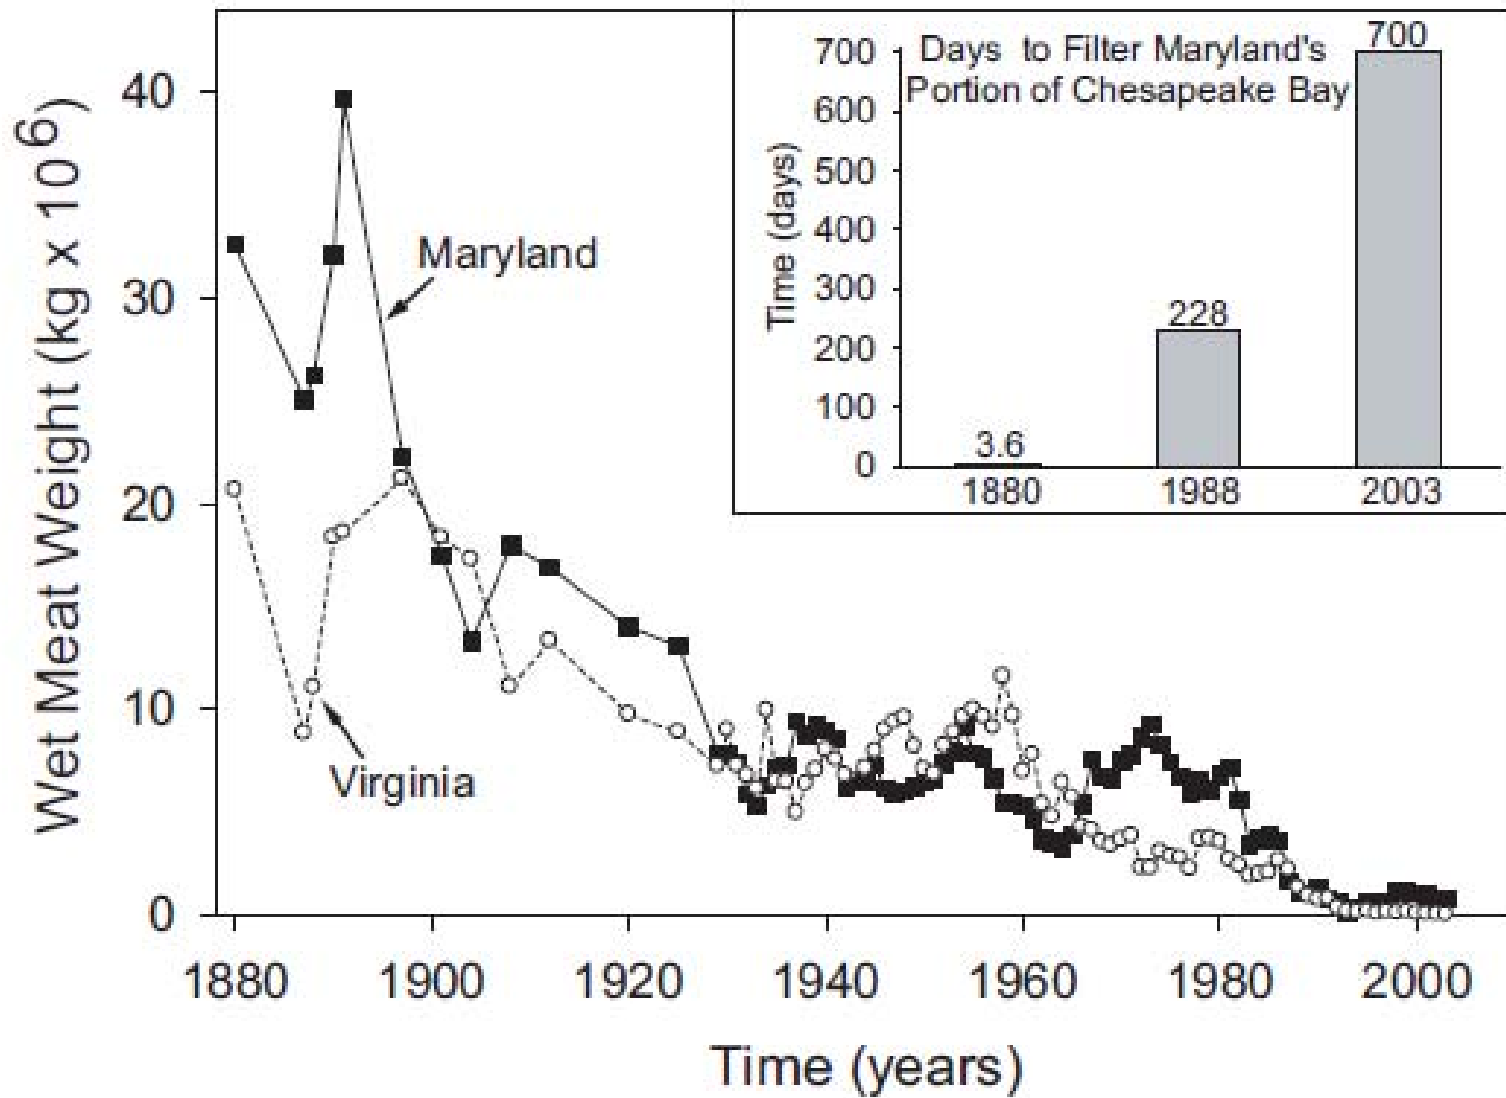 Wet Meat Weight (kg x 10⁶)
40
30
20
10
0
Maryland
Virginia
1880 1900 1920 1940 1960 1980 2000
Time (years)
Days to Filter Maryland's
Portion of Chesapeake Bay
Time (days)
700
600
500
400
300
200
100
0
3.6
228
700
1880 1988 2003